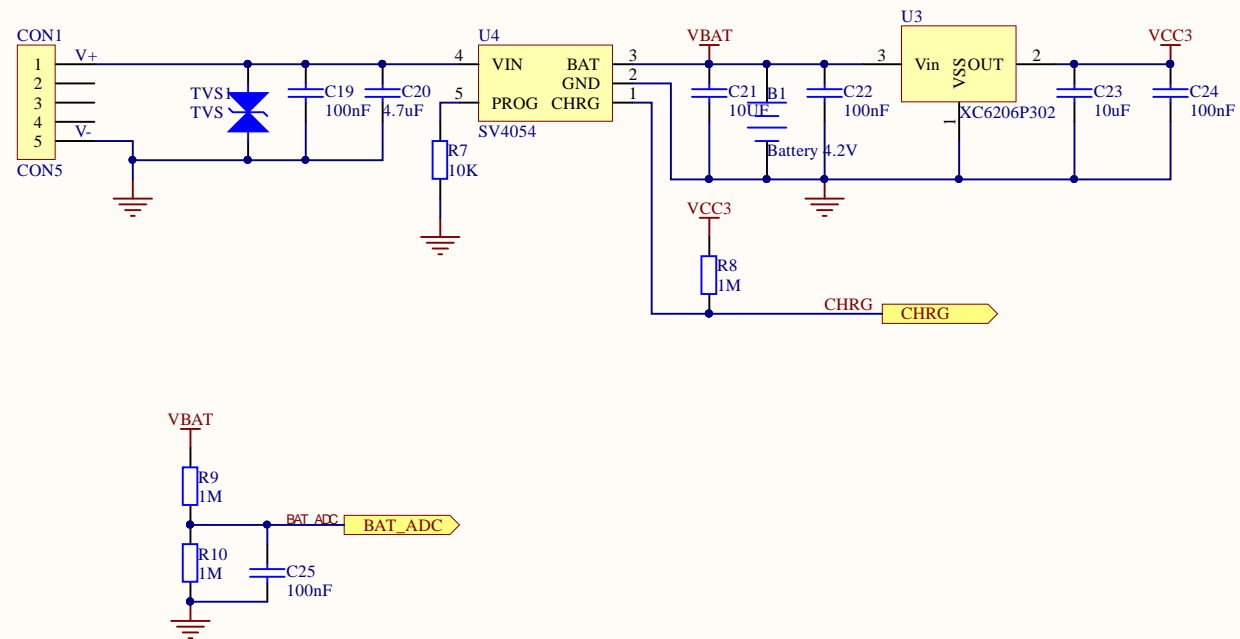 CON1
1
2
3
4
5
V+
V-
CON5
TVS1
TVS
C19
100nF
C20
4.7uF
U4
4
5
VIN
PROG
BAT
GND
CHRG
3
2
1
SV4054
R7
10K
VBAT
C21
10UF
B1
Battery 4.2V
C22
100nF
U3
3
Vin
VSS
OUT
2
1
XC6206P302
VCC3
C23
10uF
C24
100nF
VCC3
R8
1M
CHRG
CHRG
VBAT
R9
1M
BAT_ADC
BAT_ADC
R10
1M
C25
100nF